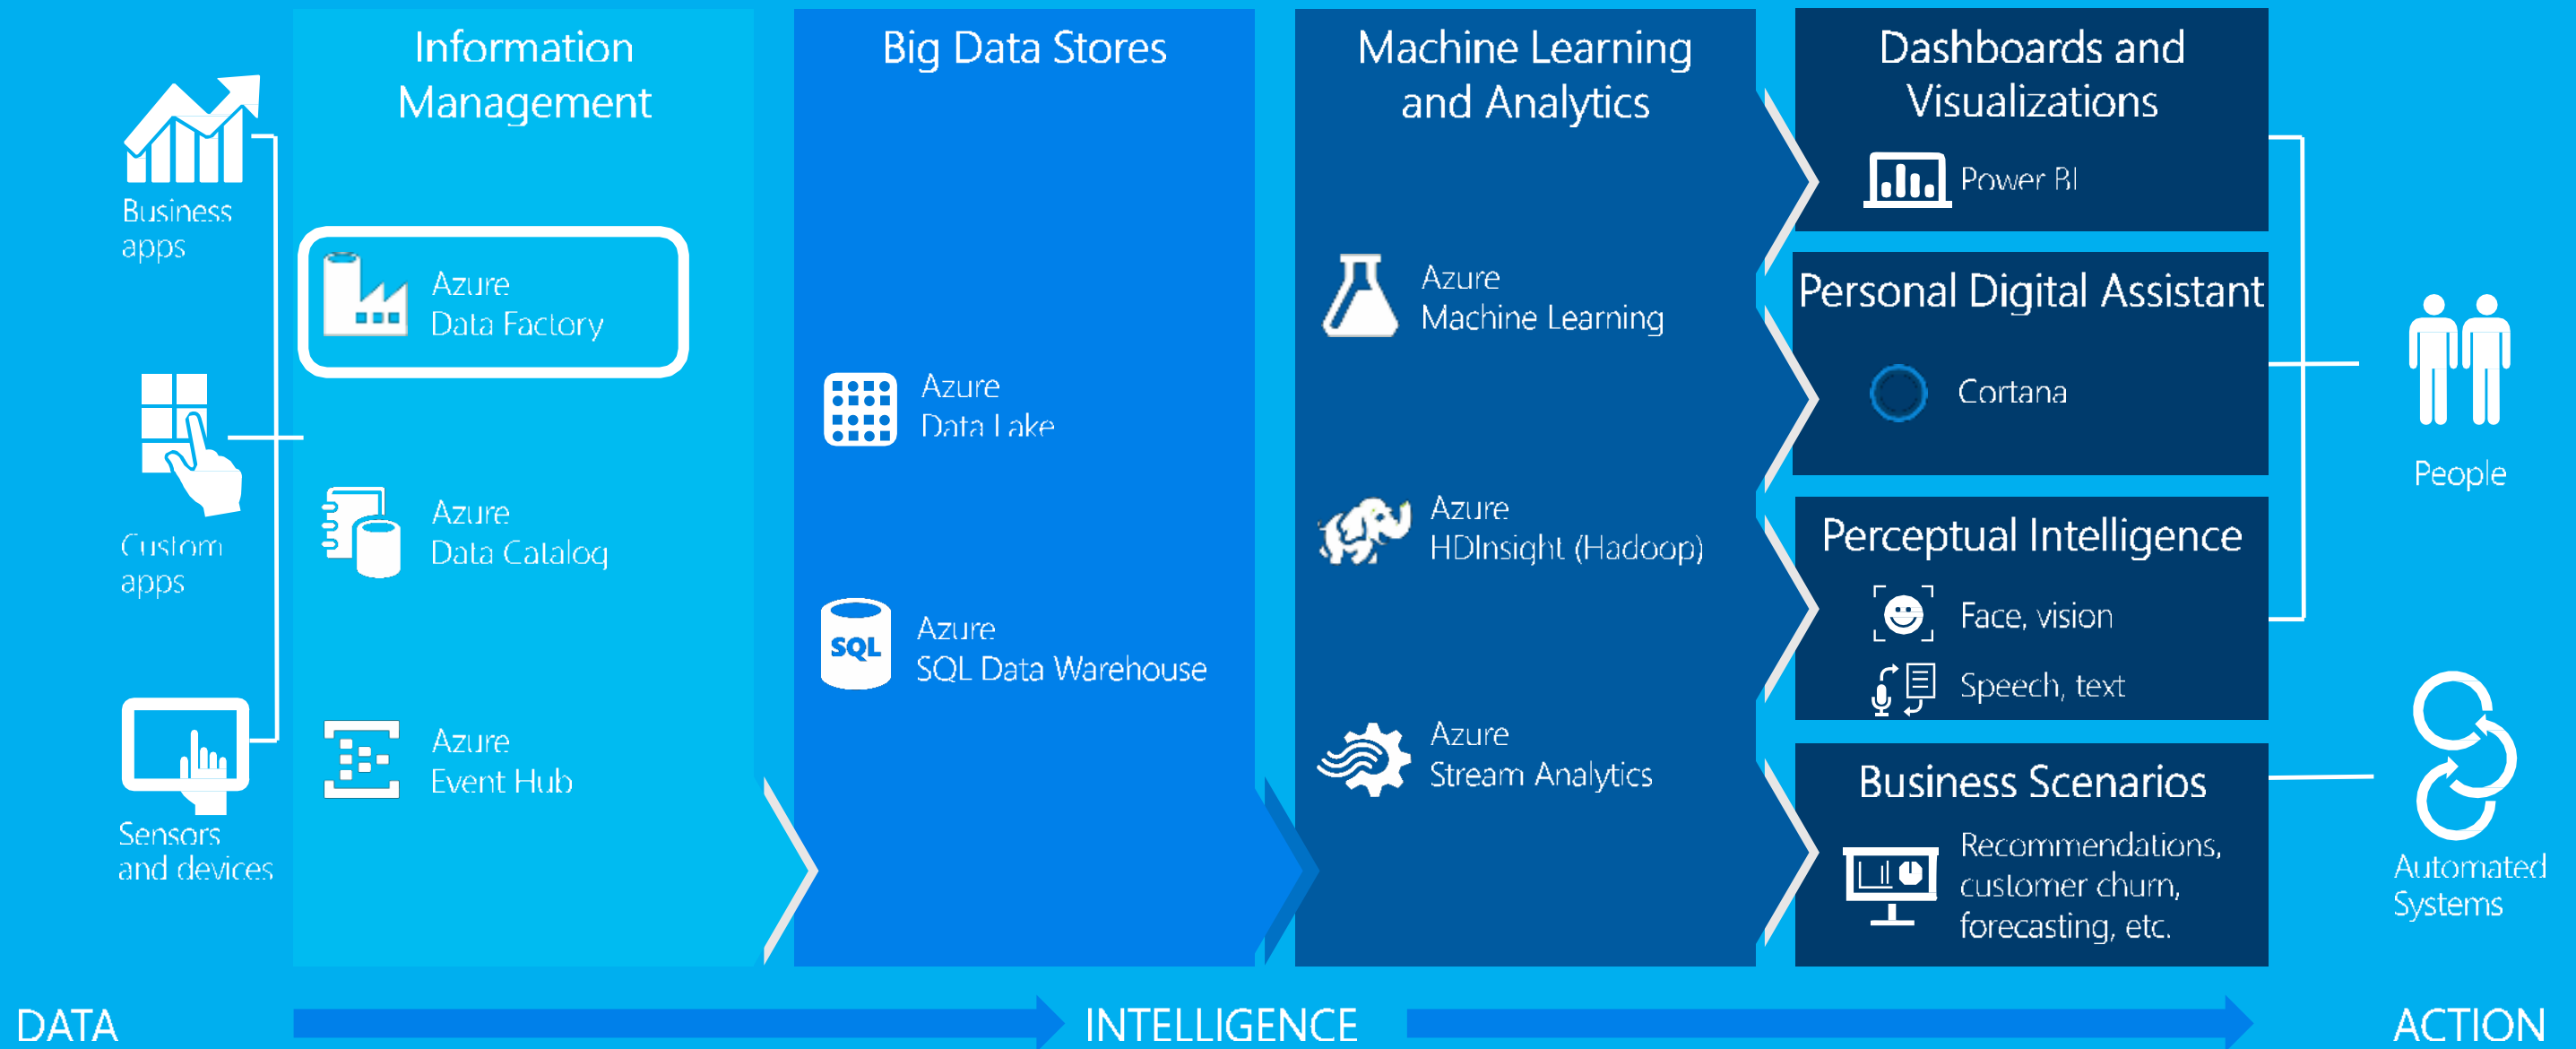 Business
apps
Custom
apps
Sensors
and devices
Information
Management
Azure
Data Factory
Azure
Data Catalog
Azure
Event Hub
Big Data Stores
Azure
Data Lake
SQL
Azure
SQL Data Warehouse
Machine Learning
and Analytics
Azure
Machine Learning
Azure
HDInsight (Hadoop)
Azure
Stream Analytics
Dashboards and
Visualizations
Power BI
Personal Digital Assistant
Cortana
Perceptual Intelligence
Face, vision
Speech, text
Business Scenarios
Recommendations,
customer churn,
forecasting, etc.
People
Automated
Systems
DATA
INTELLIGENCE
ACTION